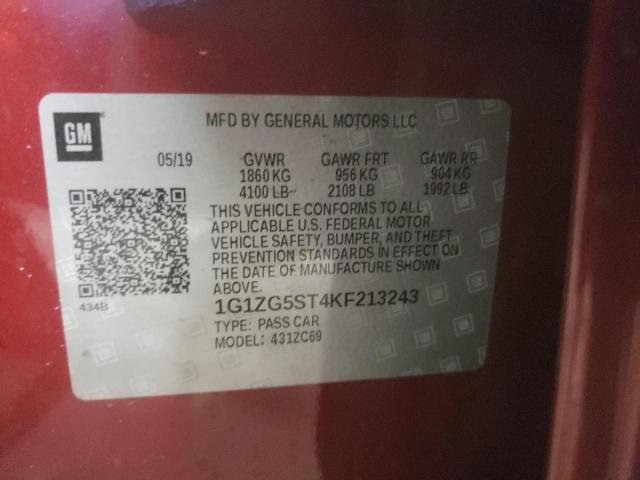 GM
MFD BY GENERAL MOTORS LLC
05/19 GVWR GAWR FRT GAWR RR
1860 KG 956 KG 904 KG
4100 LB 2108 LB 1992 LB
THIS VEHICLE CONFORMS TO ALL
APPLICABLE U.S. FEDERAL MOTOR
VEHICLE SAFETY, BUMPER, AND THEFT
PREVENTION STANDARDS IN EFFECT ON
THE DATE OF MANUFACTURE SHOWN
ABOVE.
434B
1G1ZG5ST4KF213243
TYPE: PASS CAR
MODEL: 431ZC69